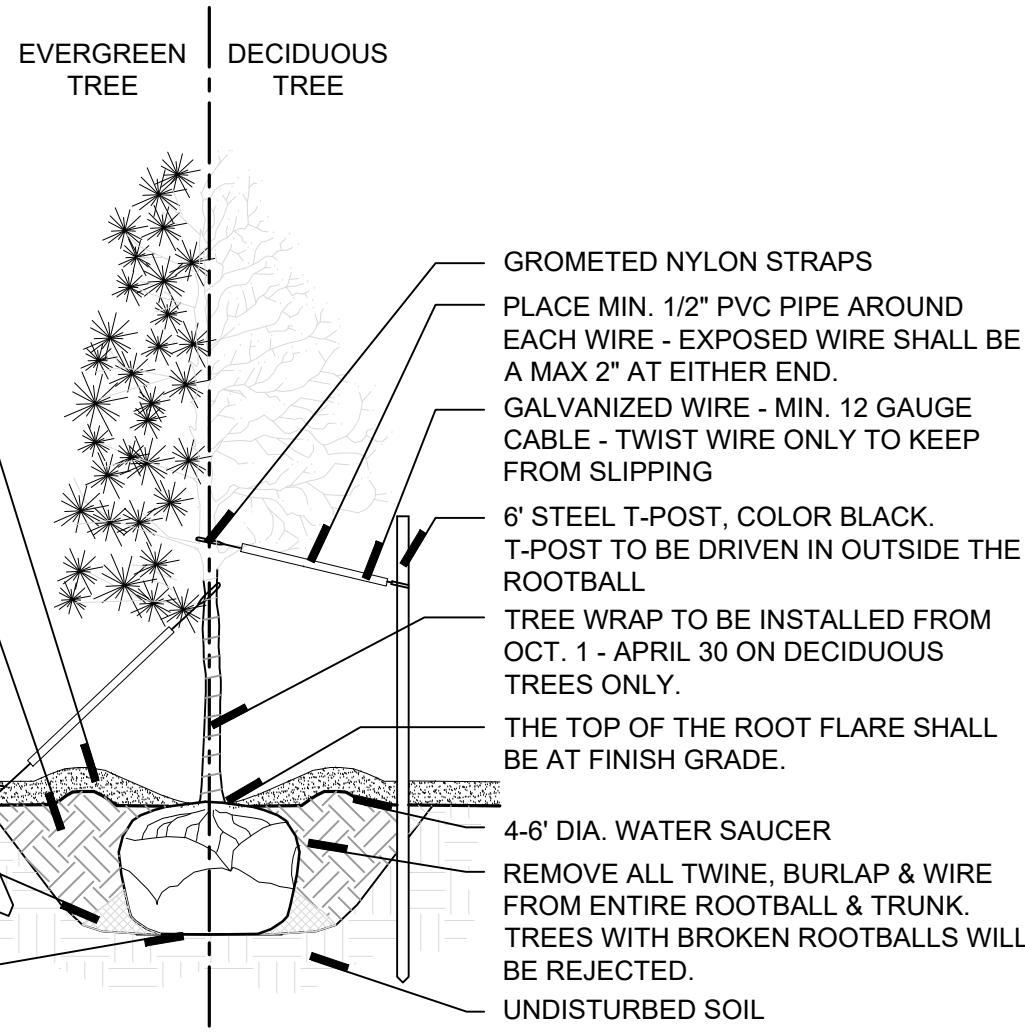 EVERGREEN
TREE
DECIDUOUS
TREE
GROMETED NYLON STRAPS
PLACE MIN. 1/2" PVC PIPE AROUND
EACH WIRE - EXPOSED WIRE SHALL BE
A MAX 2" AT EITHER END.
GALVANIZED WIRE - MIN. 12 GAUGE
CABLE - TWIST WIRE ONLY TO KEEP
FROM SLIPPING
6' STEEL T-POST, COLOR BLACK.
T-POST TO BE DRIVEN IN OUTSIDE THE
ROOTBALL
TREE WRAP TO BE INSTALLED FROM
OCT. 1 - APRIL 30 ON DECIDUOUS
TREES ONLY.
THE TOP OF THE ROOT FLARE SHALL
BE AT FINISH GRADE.
4-6' DIA. WATER SAUCER
REMOVE ALL TWINE, BURLAP & WIRE
FROM ENTIRE ROOTBALL & TRUNK.
TREES WITH BROKEN ROOTBALLS WILL
BE REJECTED.
UNDISTURBED SOIL